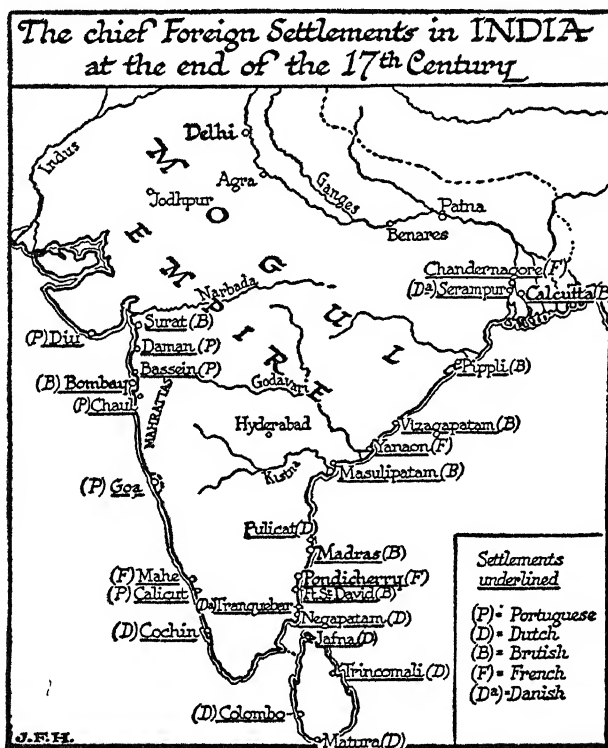 The chief Foreign Settlements in INDIA
at the end of the 17th Century
Indus
Delhi
MOGUL
EMPIRE
Agra
Jodhpur
Ganges
Patna
Benares
Chandernagore (F)
(Da) Serampur
Calcutta (B)
Narbada
(P) Diu
Surat (B)
Daman (P)
Bassein (P)
(B) Bombay
(P) Chaul
MAHRATTAS
Godavari
Pippli (B)
Hyderabad
Vizagapatam (B)
Yanaon (F)
Kistna
Masulipatam (B)
(P) Goa
Pulicat (D)
Madras (B)
(F) Mahe
Pondicherry (F)
(P) Calicut
Ft. St David (B)
(Da) Tranquebar
Negapatam (D)
(D) Cochin
Jafna (D)
Trincomali (D)
(D) Colombo
Matura (D)
Settlements
underlined
(P) = Portuguese
(D) = Dutch
(B) = British
(F) = French
(Da) = Danish
J.F.H.